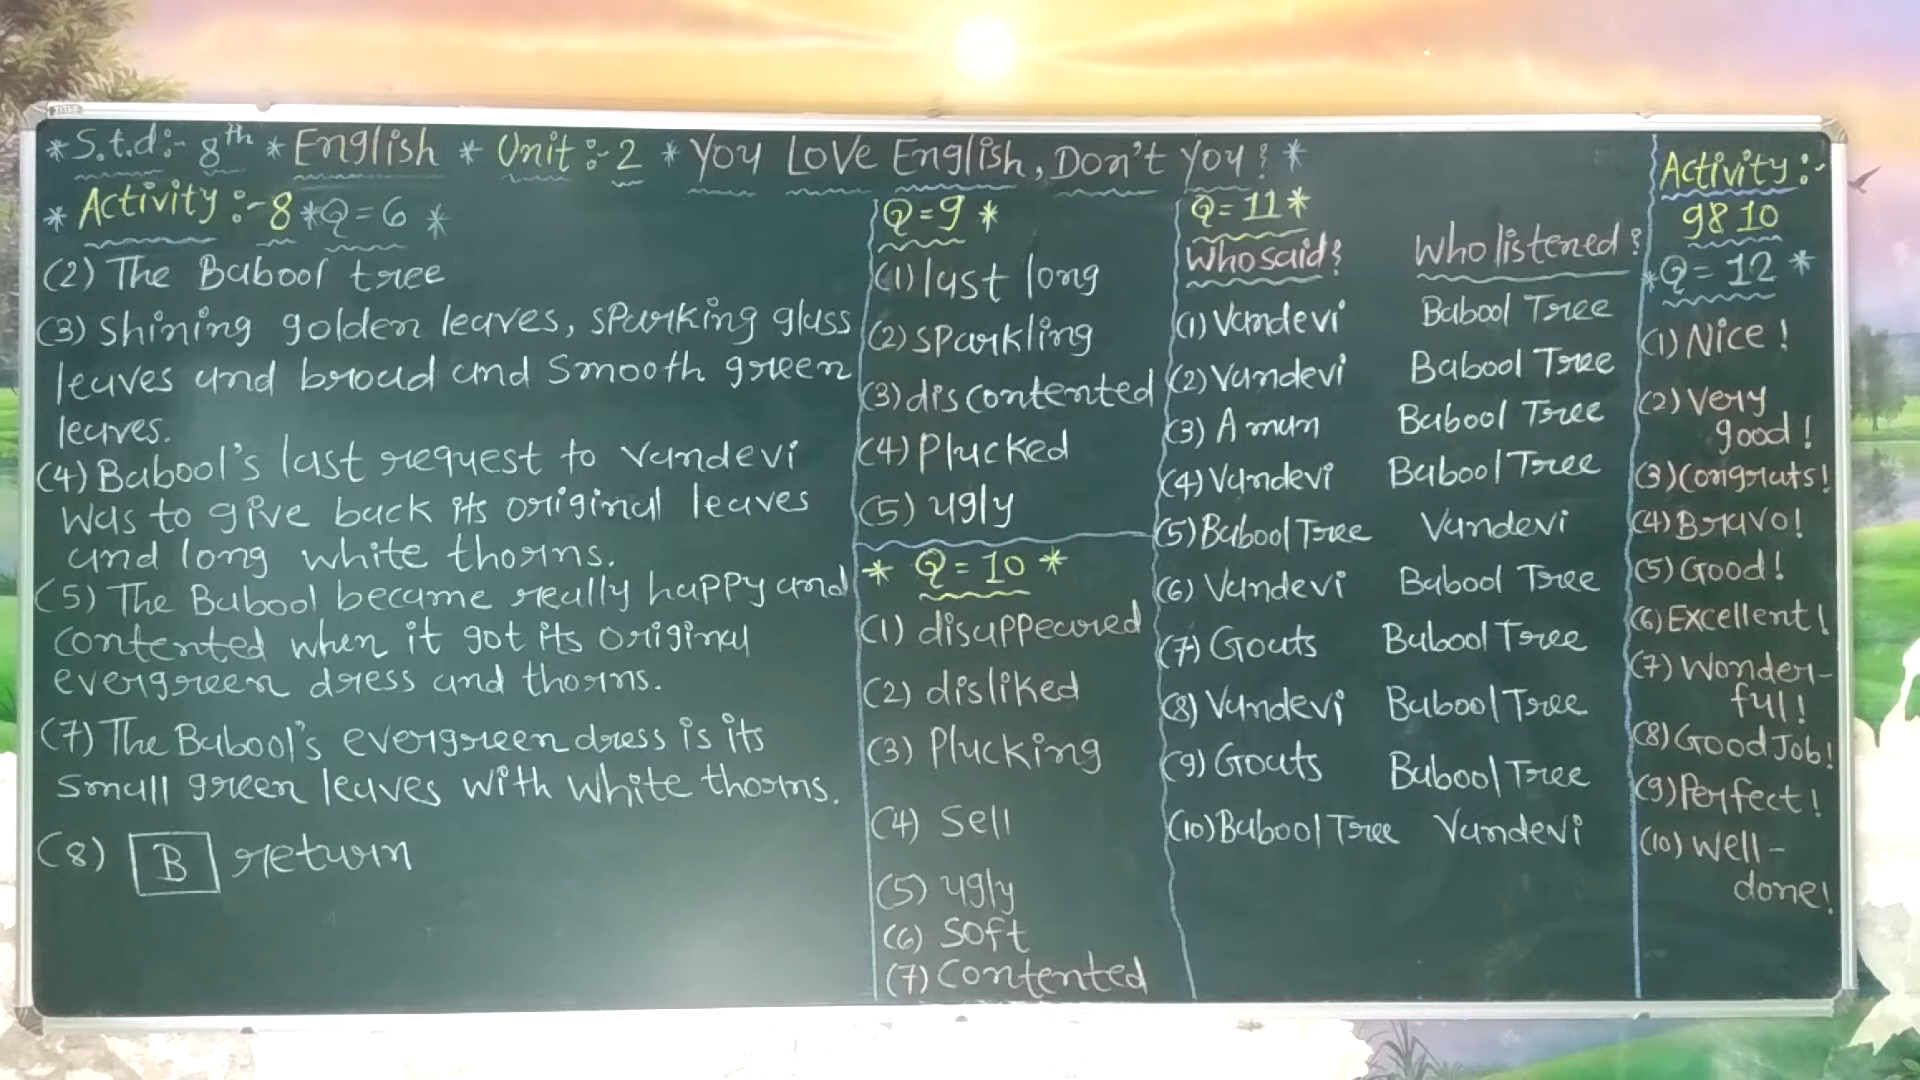 *S.t.d:- 8th * English * Unit :-2 * You Love English, Don't you? *
* Activity :-8 *Q=6 *
(2) The Babool tree
(3) Shining golden leaves, sparking glass
leaves and broad and smooth green
leaves.
(4) Babool's last request to Vandevi
was to give back its original leaves
and long white thorns.
(5) The Babool became really happy and
contented when it got its original
evergreen dress and thorns.
(7) The Babool's evergreen dress is its
small green leaves with white thorns.
(8) B return
Q=9 *
(1) last long
(2) sparkling
(3) discontented
(4) Plucked
(5) ugly
* Q=10 *
(1) disappeared
(2) disliked
(3) Plucking
(4) Sell
(5) ugly
(6) soft
(7) Contented
Q=11 *
Who said? Who listened?
(1) Vandevi Babool Tree
(2) Vandevi Babool Tree
(3) A man Babool Tree
(4) Vandevi Babool Tree
(5) Babool Tree Vandevi
(6) Vandevi Babool Tree
(7) Goats Babool Tree
(8) Vandevi Babool Tree
(9) Goats Babool Tree
(10) Babool Tree Vandevi
Activity :-
9810
*Q=12 *
(1) Nice!
(2) Very
good!
(3) Congrats!
(4) Bravo!
(5) Good!
(6) Excellent!
(7) Wonder-
ful!
(8) Good Job!
(9) Perfect!
(10) Well-
done!